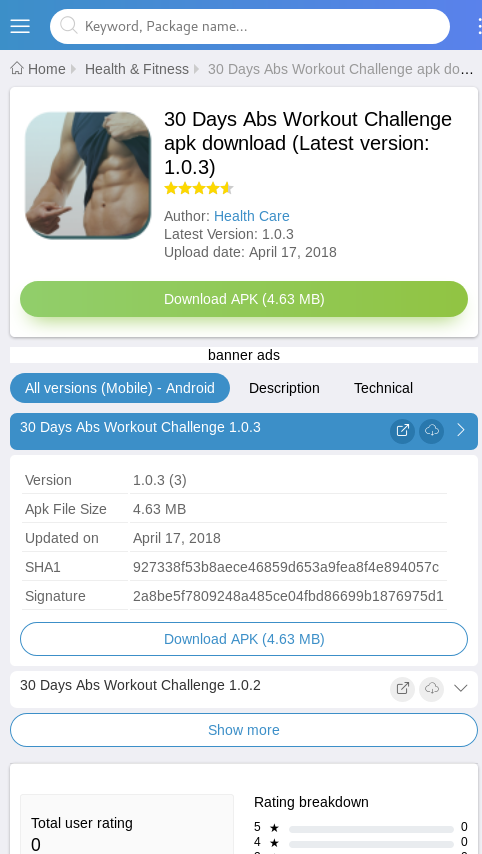 Keyword, Package name...
Home Health & Fitness 30 Days Abs Workout Challenge apk do...
30 Days Abs Workout Challenge
apk download (Latest version:
1.0.3)
Author: Health Care
Latest Version: 1.0.3
Upload date: April 17, 2018
Download APK (4.63 MB)
banner ads
All versions (Mobile) - Android Description Technical
30 Days Abs Workout Challenge 1.0.3
Version 1.0.3 (3)
Apk File Size 4.63 MB
Updated on April 17, 2018
SHA1 927338f53b8aece46859d653a9fea8f4e894057c
Signature 2a8be5f7809248a485ce04fbd86699b1876975d1
Download APK (4.63 MB)
30 Days Abs Workout Challenge 1.0.2
Show more
Rating breakdown
Total user rating
0
5 ★ 0
4 ★ 0